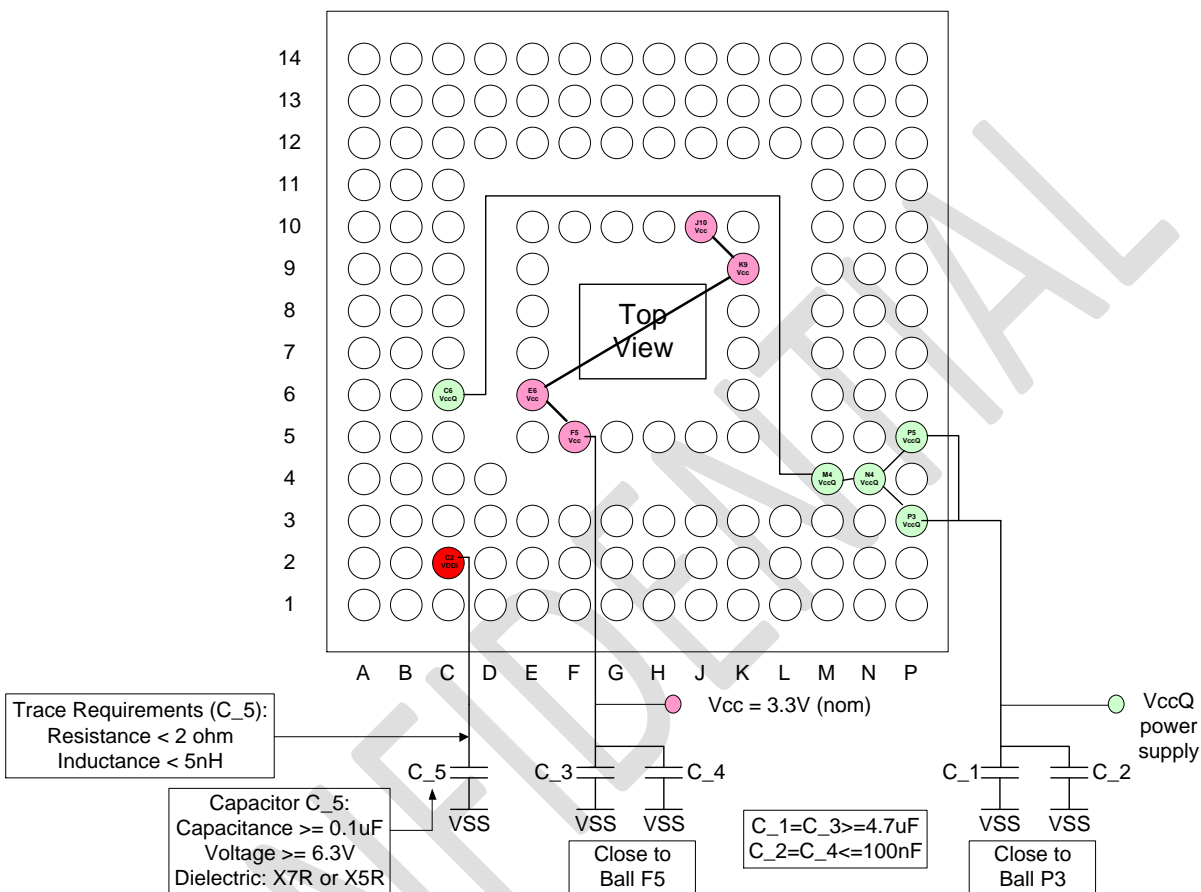 14
13
12
11
10
9
8
7
6
5
4
3
2
1
J10
Vcc
K9
Vcc
Top
View
C6
VccQ
E6
Vcc
F5
Vcc
P5
VccQ
M4
VccQ
N4
VccQ
P3
VccQ
C2
VDDi
A B C D E F G H J K L M N P
Trace Requirements (C_5):
Resistance < 2 ohm
Inductance < 5nH
Vcc = 3.3V (nom)
VccQ
power
supply
C_5
C_3
C_4
C_1
C_2
Capacitor C_5:
Capacitance >= 0.1uF
Voltage >= 6.3V
Dielectric: X7R or X5R
VSS
VSS
VSS
VSS
VSS
C_1=C_3>=4.7uF
C_2=C_4<=100nF
Close to
Ball F5
Close to
Ball P3
NFIDENTIAL